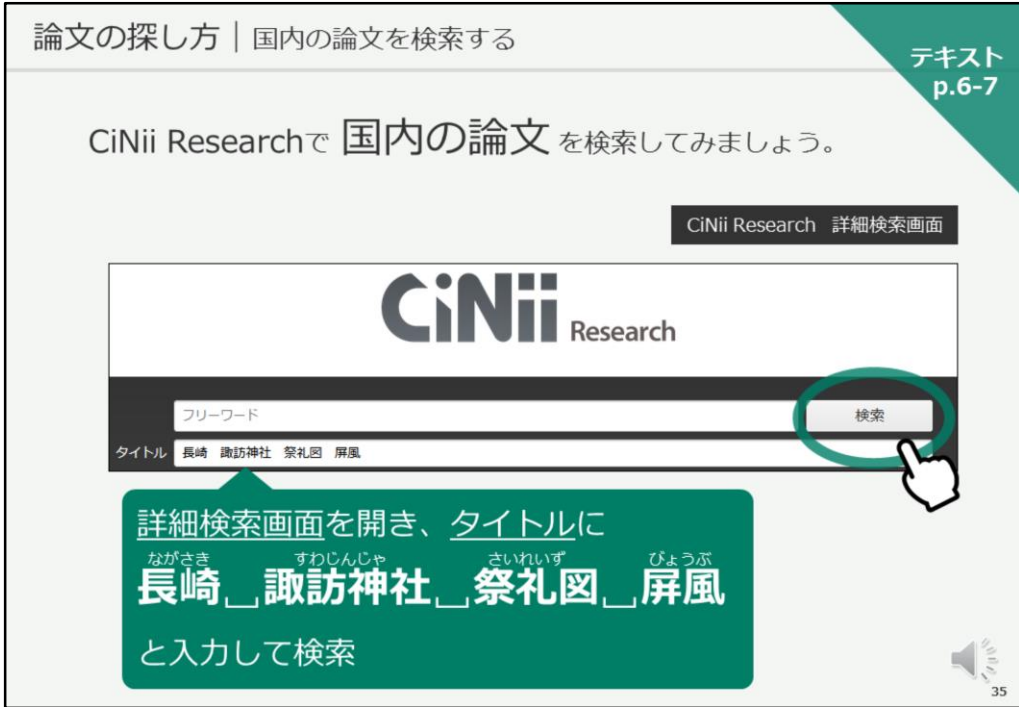 論文の探し方｜国内の論文を検索する
テキスト
p.6-7
CiNii Researchで 国内の論文 を検索してみましょう。
CiNii Research　詳細検索画面
CiNii Research
フリーワード
検索
タイトル 長崎　諏訪神社　祭礼図　屏風
詳細検索画面を開き、タイトルに
ながさき すわじんじゃ さいれいず びょうぶ
長崎␣諏訪神社␣祭礼図␣屏風
と入力して検索
35